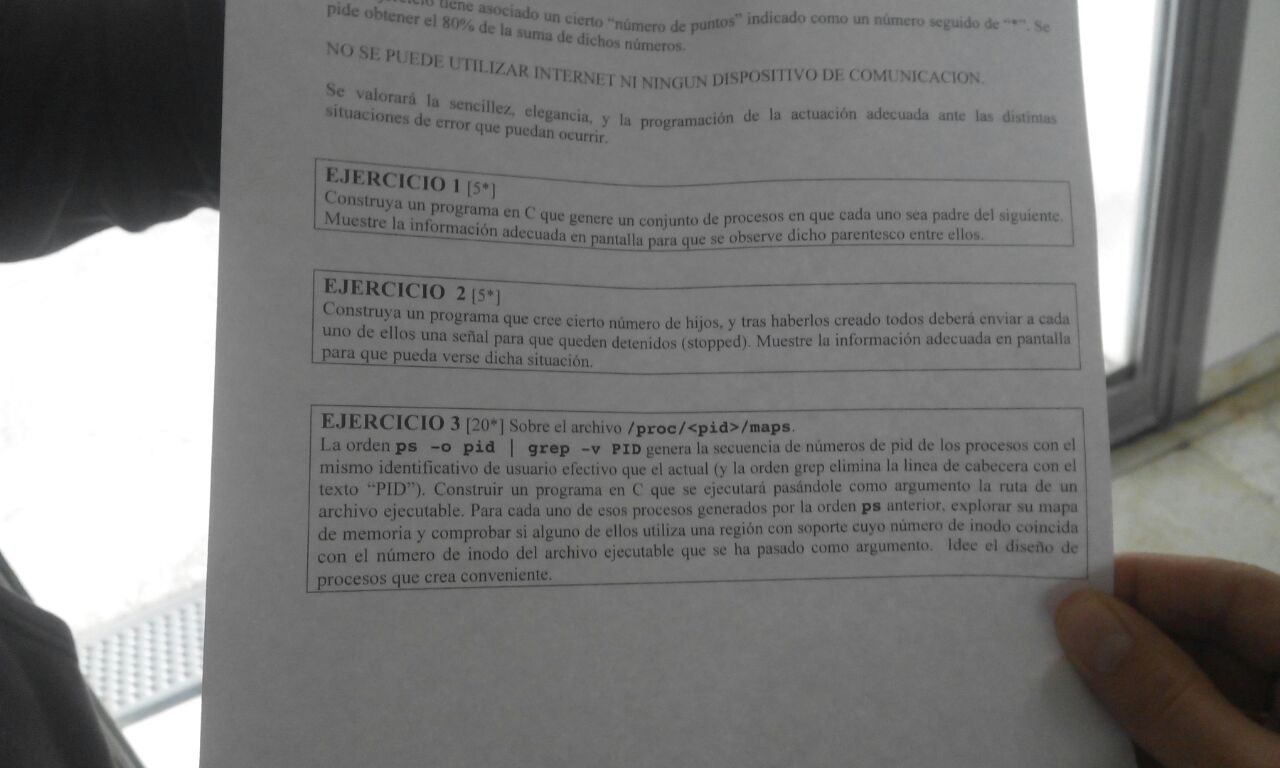 tiene asociado un cierto “número de puntos” indicado como un número seguido de “*”. Se
pide obtener el 80% de la suma de dichos números.
NO SE PUEDE UTILIZAR INTERNET NI NINGUN DISPOSITIVO DE COMUNICACION.
Se valorará la sencillez, elegancia, y la programación de la actuación adecuada ante las distintas
situaciones de error que puedan ocurrir.
EJERCICIO 1 [5*]
Construya un programa en C que genere un conjunto de procesos en que cada uno sea padre del siguiente.
Muestre la información adecuada en pantalla para que se observe dicho parentesco entre ellos.
EJERCICIO 2 [5*]
Construya un programa que cree cierto número de hijos, y tras haberlos creado todos deberá enviar a cada
uno de ellos una señal para que queden detenidos (stopped). Muestre la información adecuada en pantalla
para que pueda verse dicha situación.
EJERCICIO 3 [20*] Sobre el archivo /proc/<pid>/maps.
La orden ps -o pid | grep -v PID genera la secuencia de números de pid de los procesos con el
mismo identificativo de usuario efectivo que el actual (y la orden grep elimina la linea de cabecera con el
texto “PID”). Construir un programa en C que se ejecutará pasándole como argumento la ruta de un
archivo ejecutable. Para cada uno de esos procesos generados por la orden ps anterior, explorar su mapa
de memoria y comprobar si alguno de ellos utiliza una región con soporte cuyo número de inodo coincida
con el número de inodo del archivo ejecutable que se ha pasado como argumento. Idee el diseño de
procesos que crea conveniente.